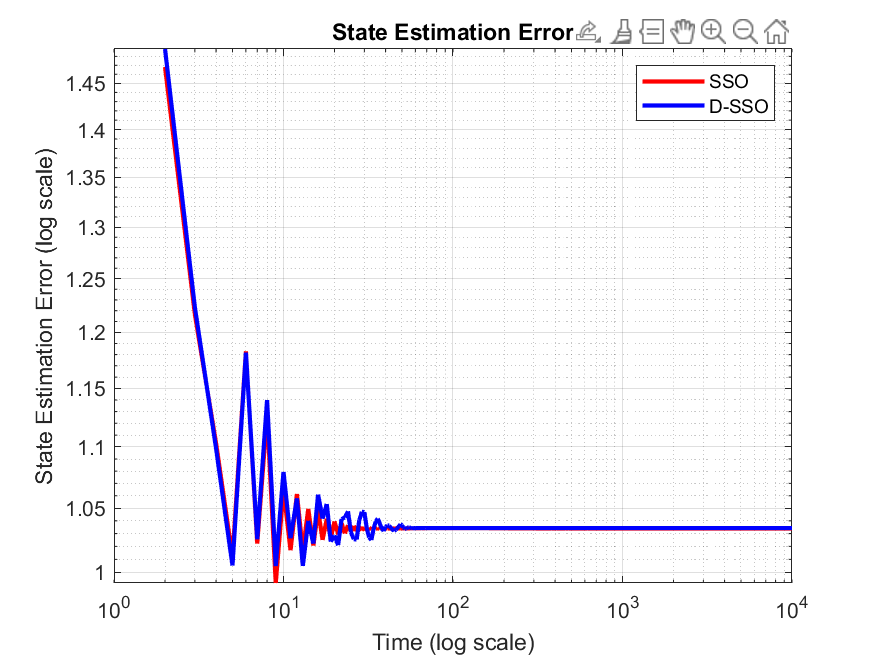 State Estimation Error
SSO
D-SSO
1.45
1.4
1.35
1.3
1.25
1.2
1.15
1.1
1.05
1
State Estimation Error (log scale)
10^0 10^1 10^2 10^3 10^4
Time (log scale)